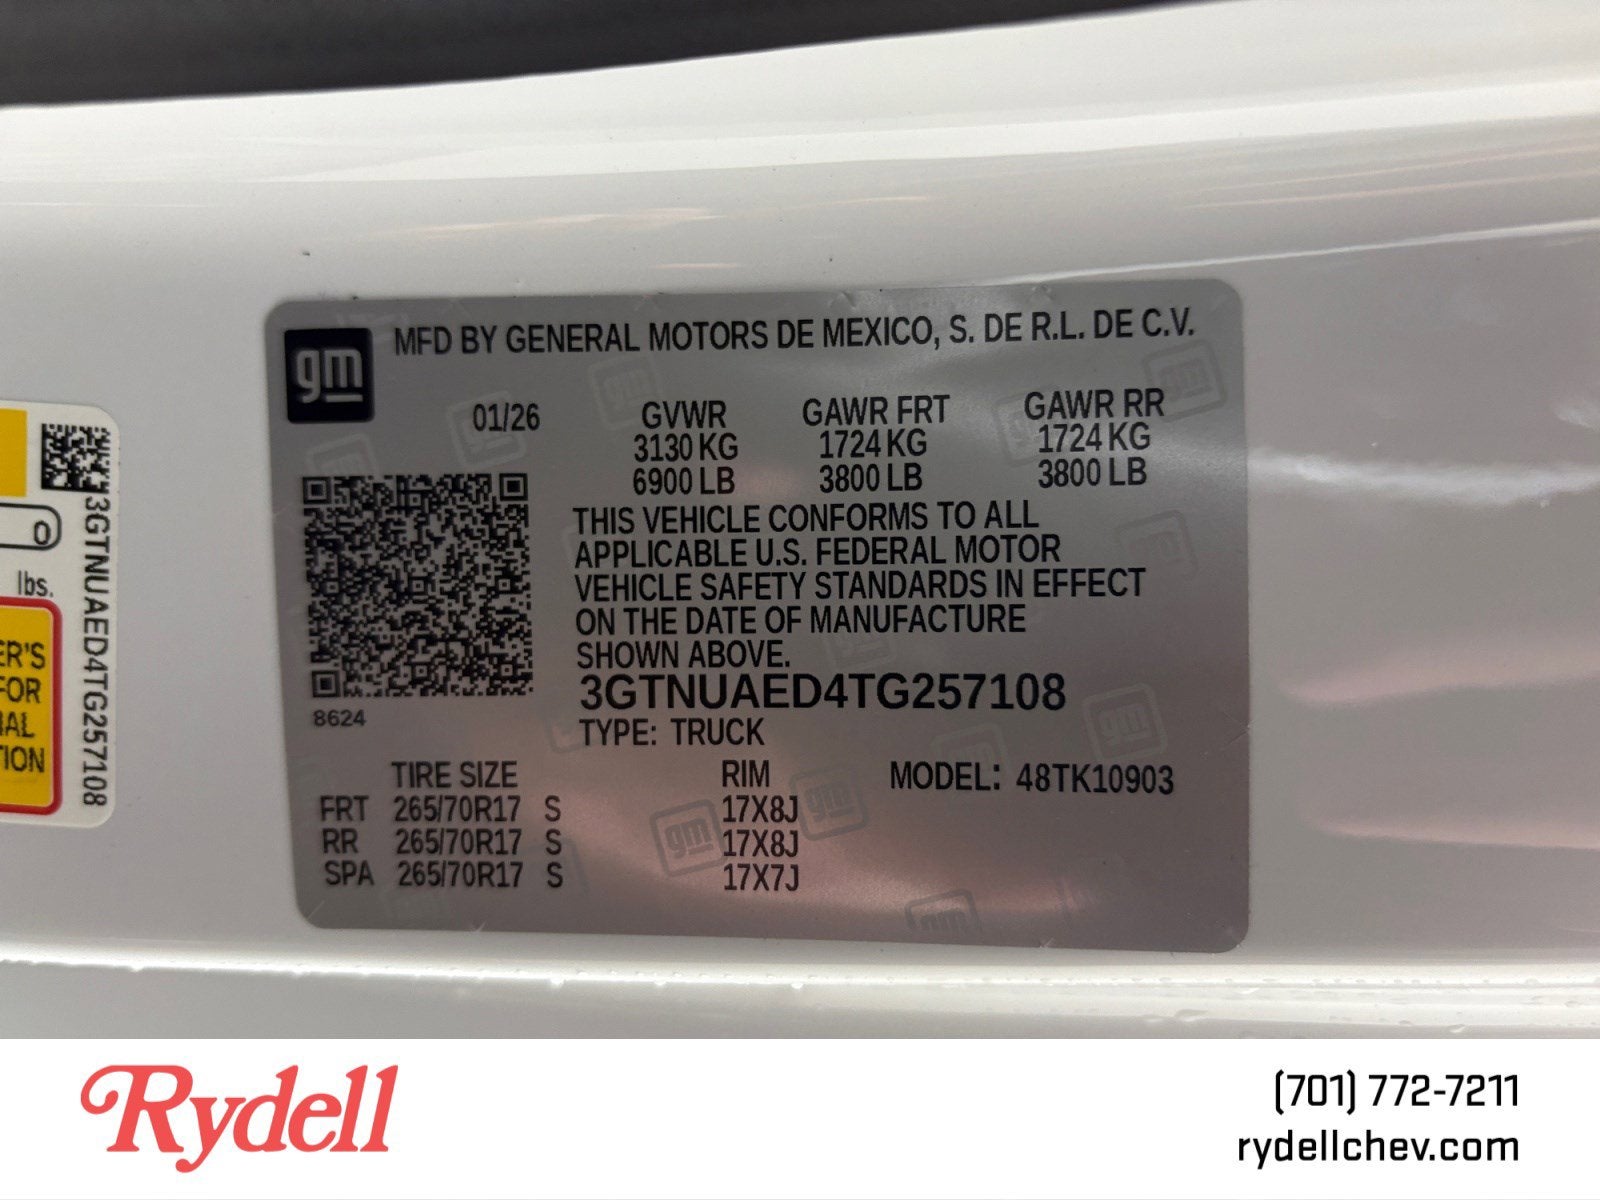 gm
MFD BY GENERAL MOTORS DE MEXICO, S. DE R.L. DE C.V.
01/26 GVWR GAWR FRT GAWR RR
3130 KG 1724 KG 1724 KG
6900 LB 3800 LB 3800 LB
THIS VEHICLE CONFORMS TO ALL
APPLICABLE U.S. FEDERAL MOTOR
VEHICLE SAFETY STANDARDS IN EFFECT
ON THE DATE OF MANUFACTURE
SHOWN ABOVE.
3GTNUAED4TG257108
8624
TYPE: TRUCK
TIRE SIZE RIM MODEL: 48TK10903
FRT 265/70R17 S 17X8J
RR 265/70R17 S 17X8J
SPA 265/70R17 S 17X7J
0
lbs.
ER'S
FOR
TION
3GTNUAED4TG257108
Rydell
(701) 772-7211
rydellchev.com